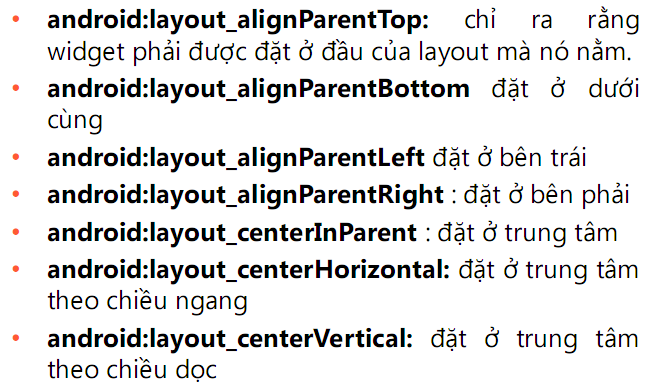 • android:layout_alignParentTop: chỉ ra rằng
widget phải được đặt ở đầu của layout mà nó nằm.
• android:layout_alignParentBottom đặt ở dưới
cùng
• android:layout_alignParentLeft đặt ở bên trái
• android:layout_alignParentRight : đặt ở bên phải
• android:layout_centerInParent : đặt ở trung tâm
• android:layout_centerHorizontal: đặt ở trung tâm
theo chiều ngang
• android:layout_centerVertical: đặt ở trung tâm
theo chiều dọc